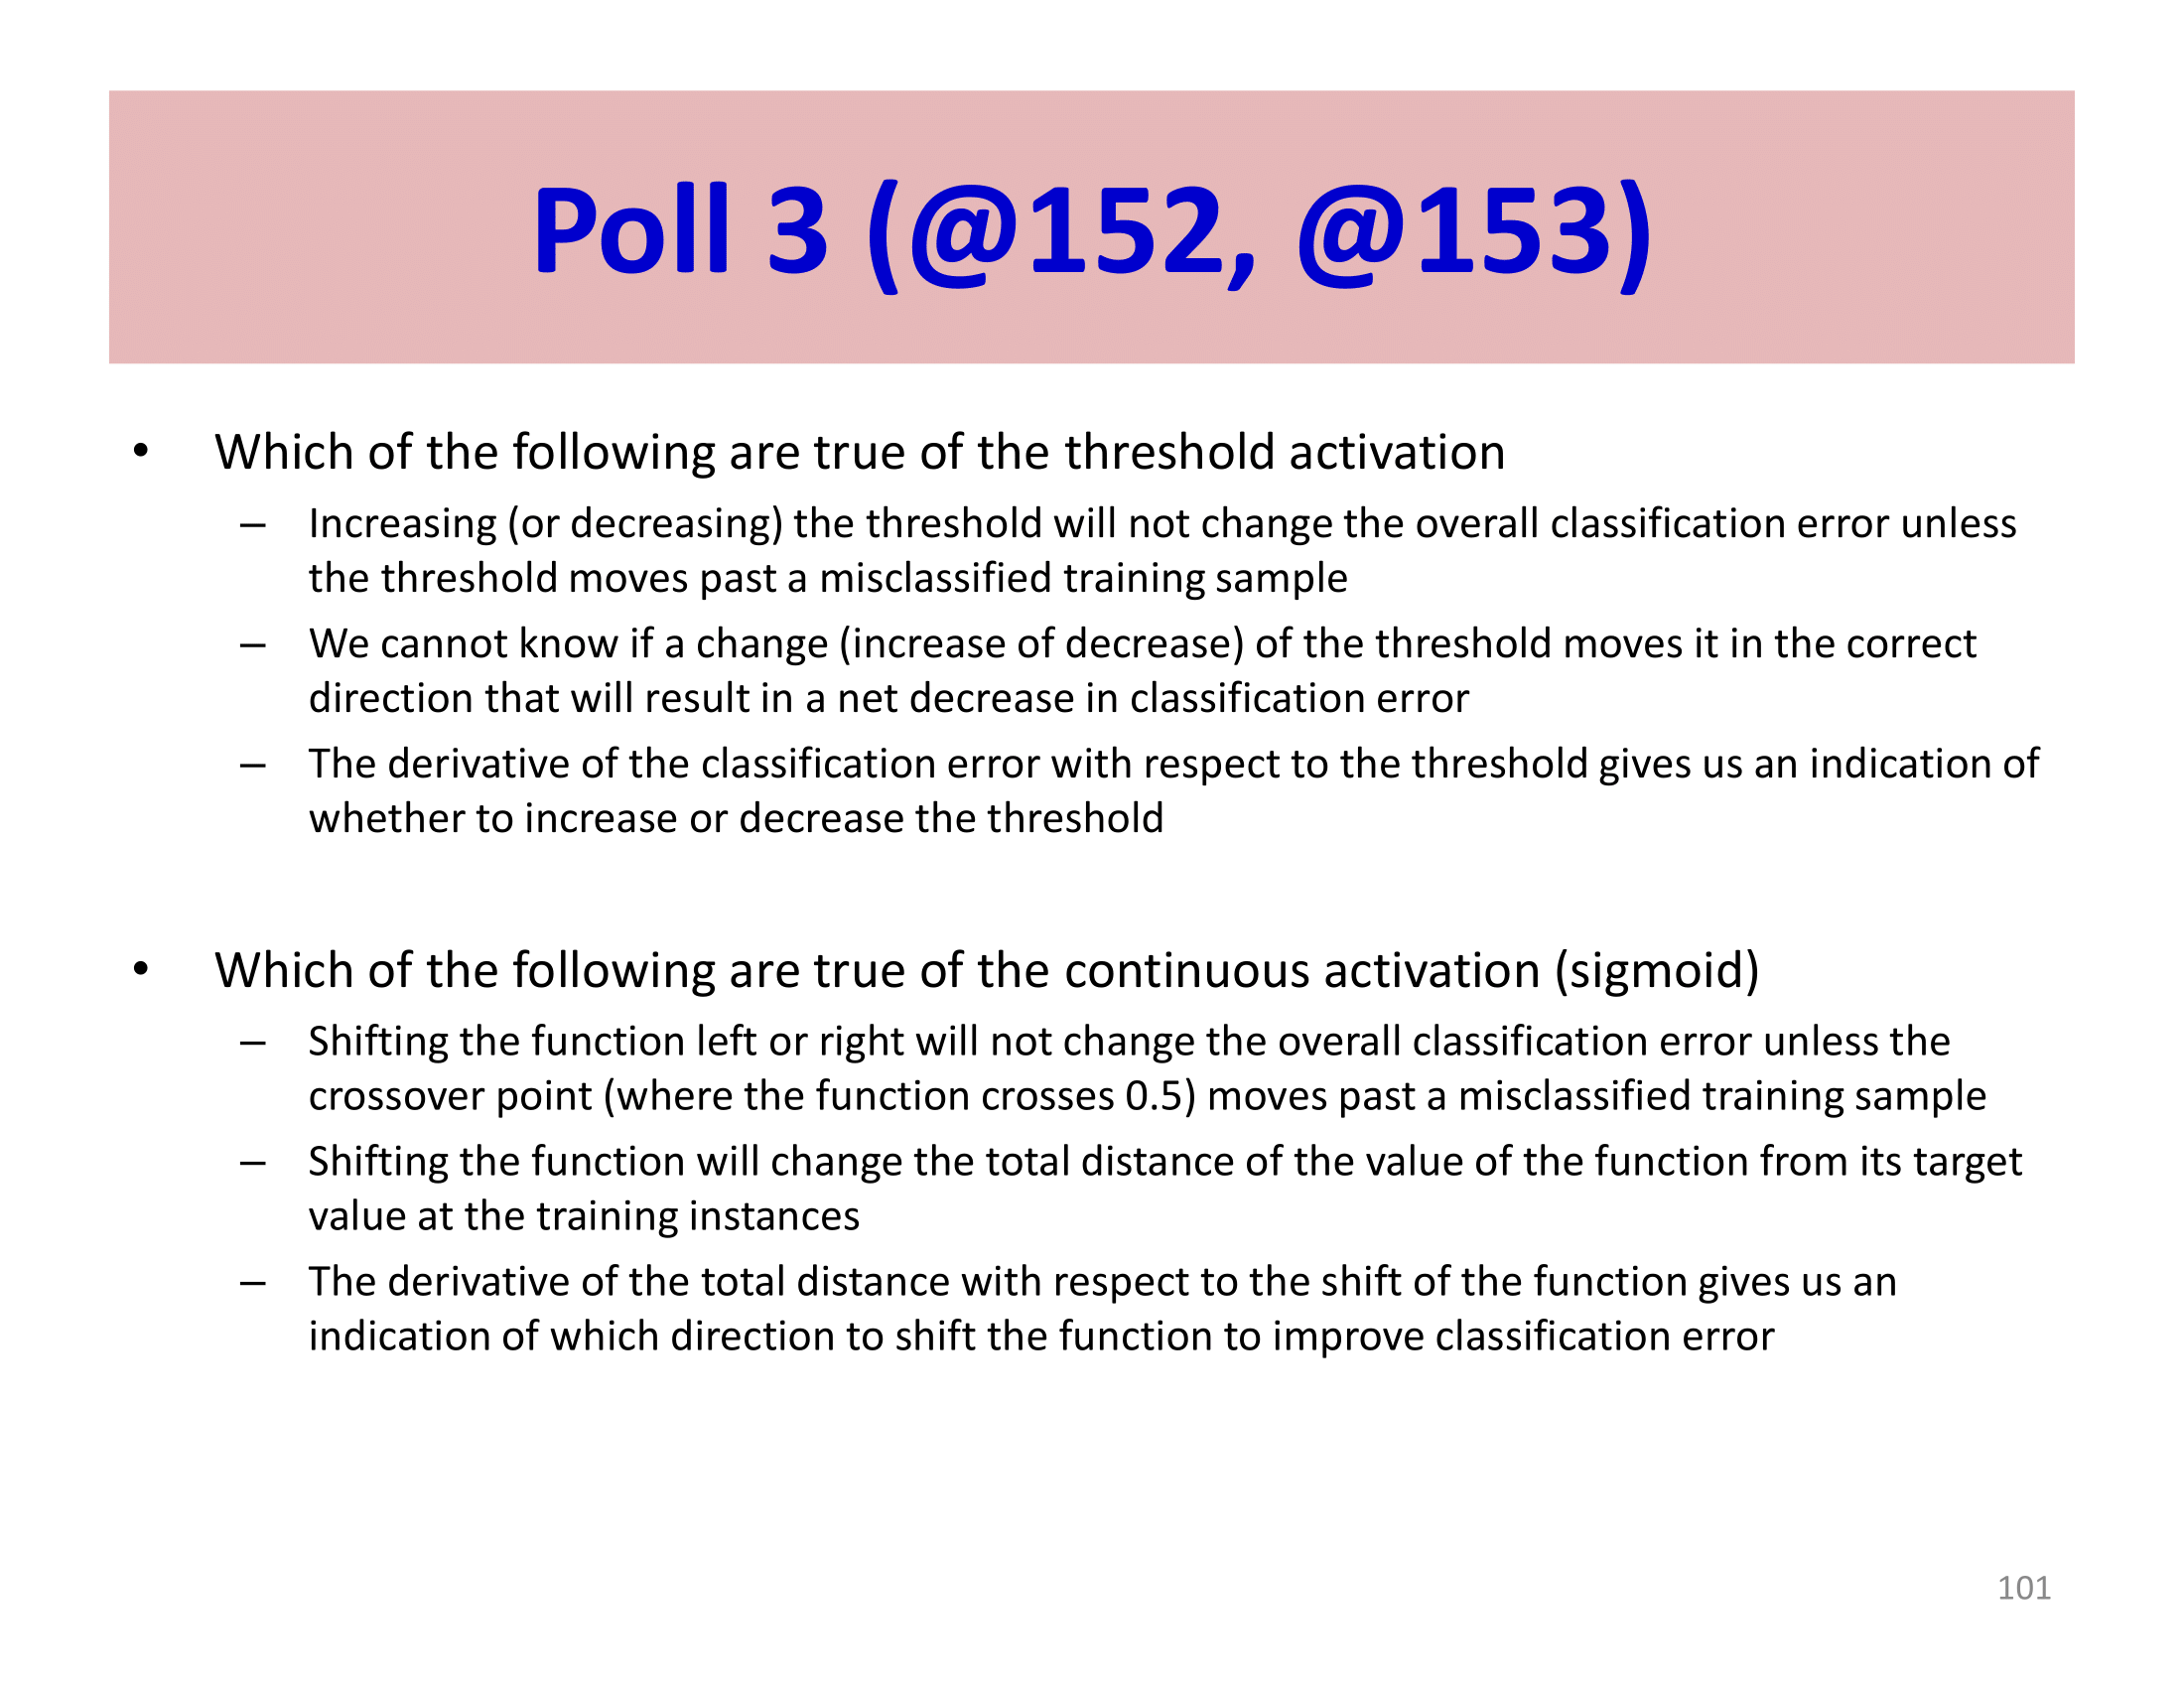 Poll 3 (@152, @153)
• Which of the following are true of the threshold activation
– Increasing (or decreasing) the threshold will not change the overall classification error unless
the threshold moves past a misclassified training sample
– We cannot know if a change (increase of decrease) of the threshold moves it in the correct
direction that will result in a net decrease in classification error
– The derivative of the classification error with respect to the threshold gives us an indication of
whether to increase or decrease the threshold
• Which of the following are true of the continuous activation (sigmoid)
– Shifting the function left or right will not change the overall classification error unless the
crossover point (where the function crosses 0.5) moves past a misclassified training sample
– Shifting the function will change the total distance of the value of the function from its target
value at the training instances
– The derivative of the total distance with respect to the shift of the function gives us an
indication of which direction to shift the function to improve classification error
101